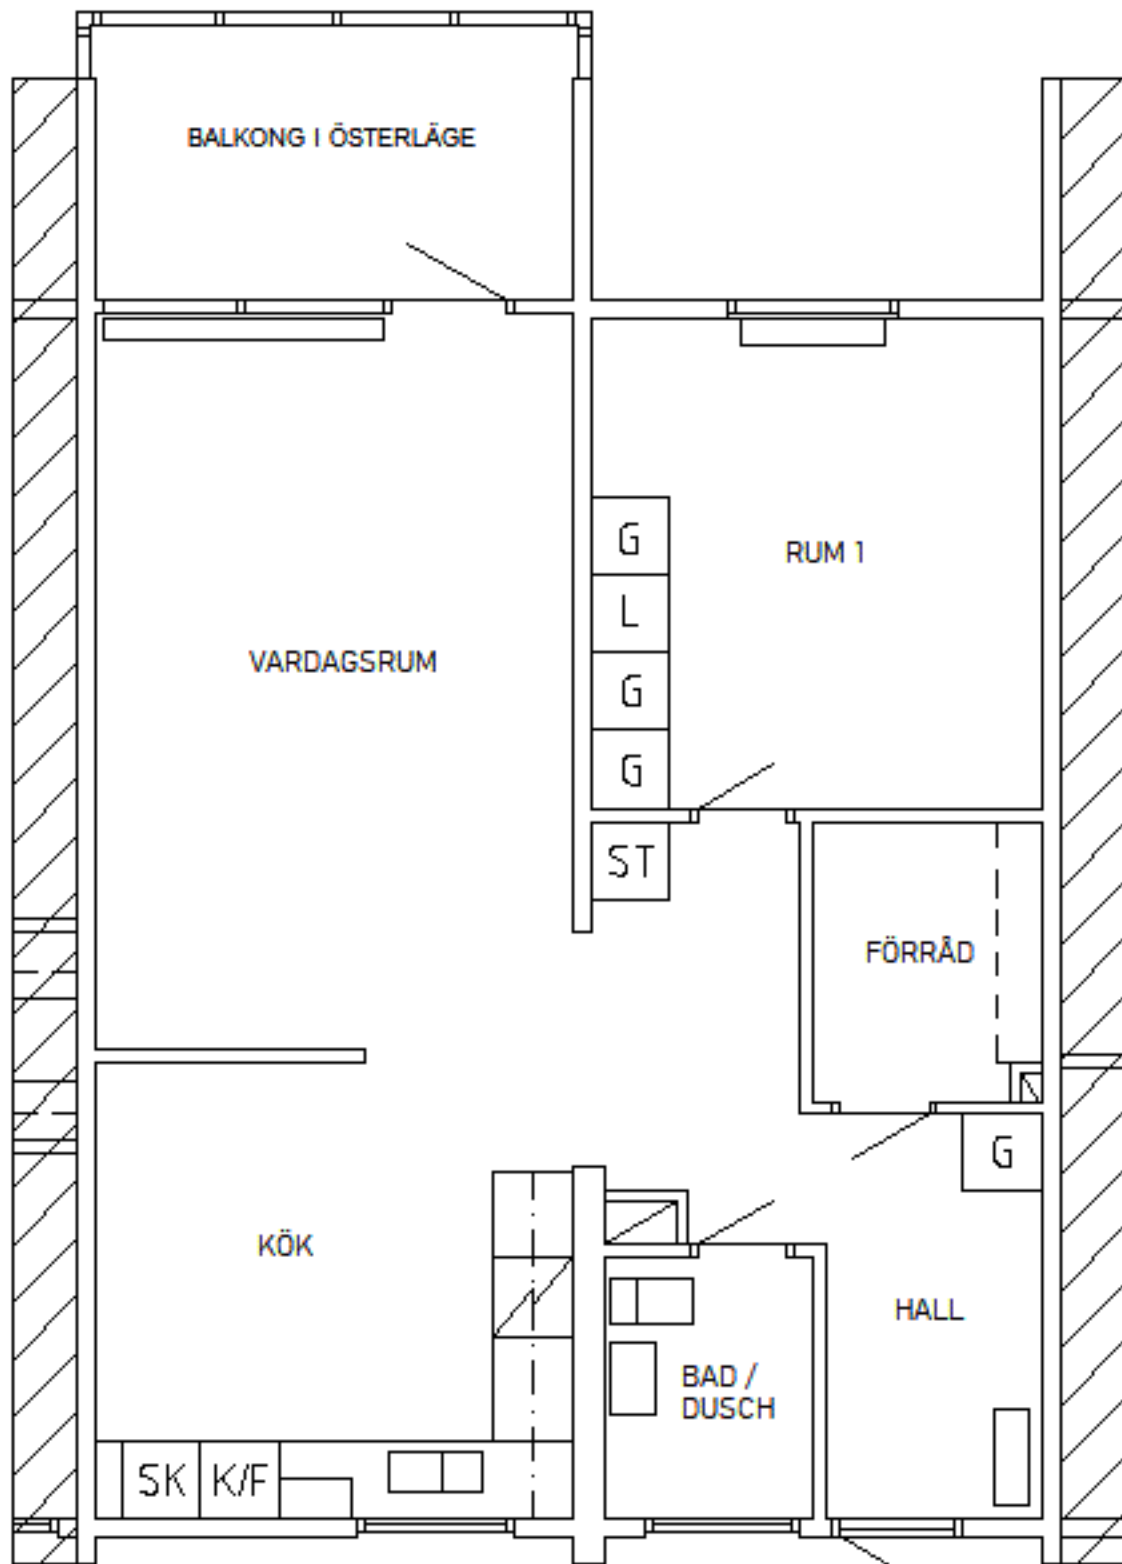 BALKONG I ÖSTERLÄGE
G
L
G
G
RUM 1
VARDAGSRUM
ST
FÖRRÅD
G
KÖK
HALL
BAD /
DUSCH
SK K/F